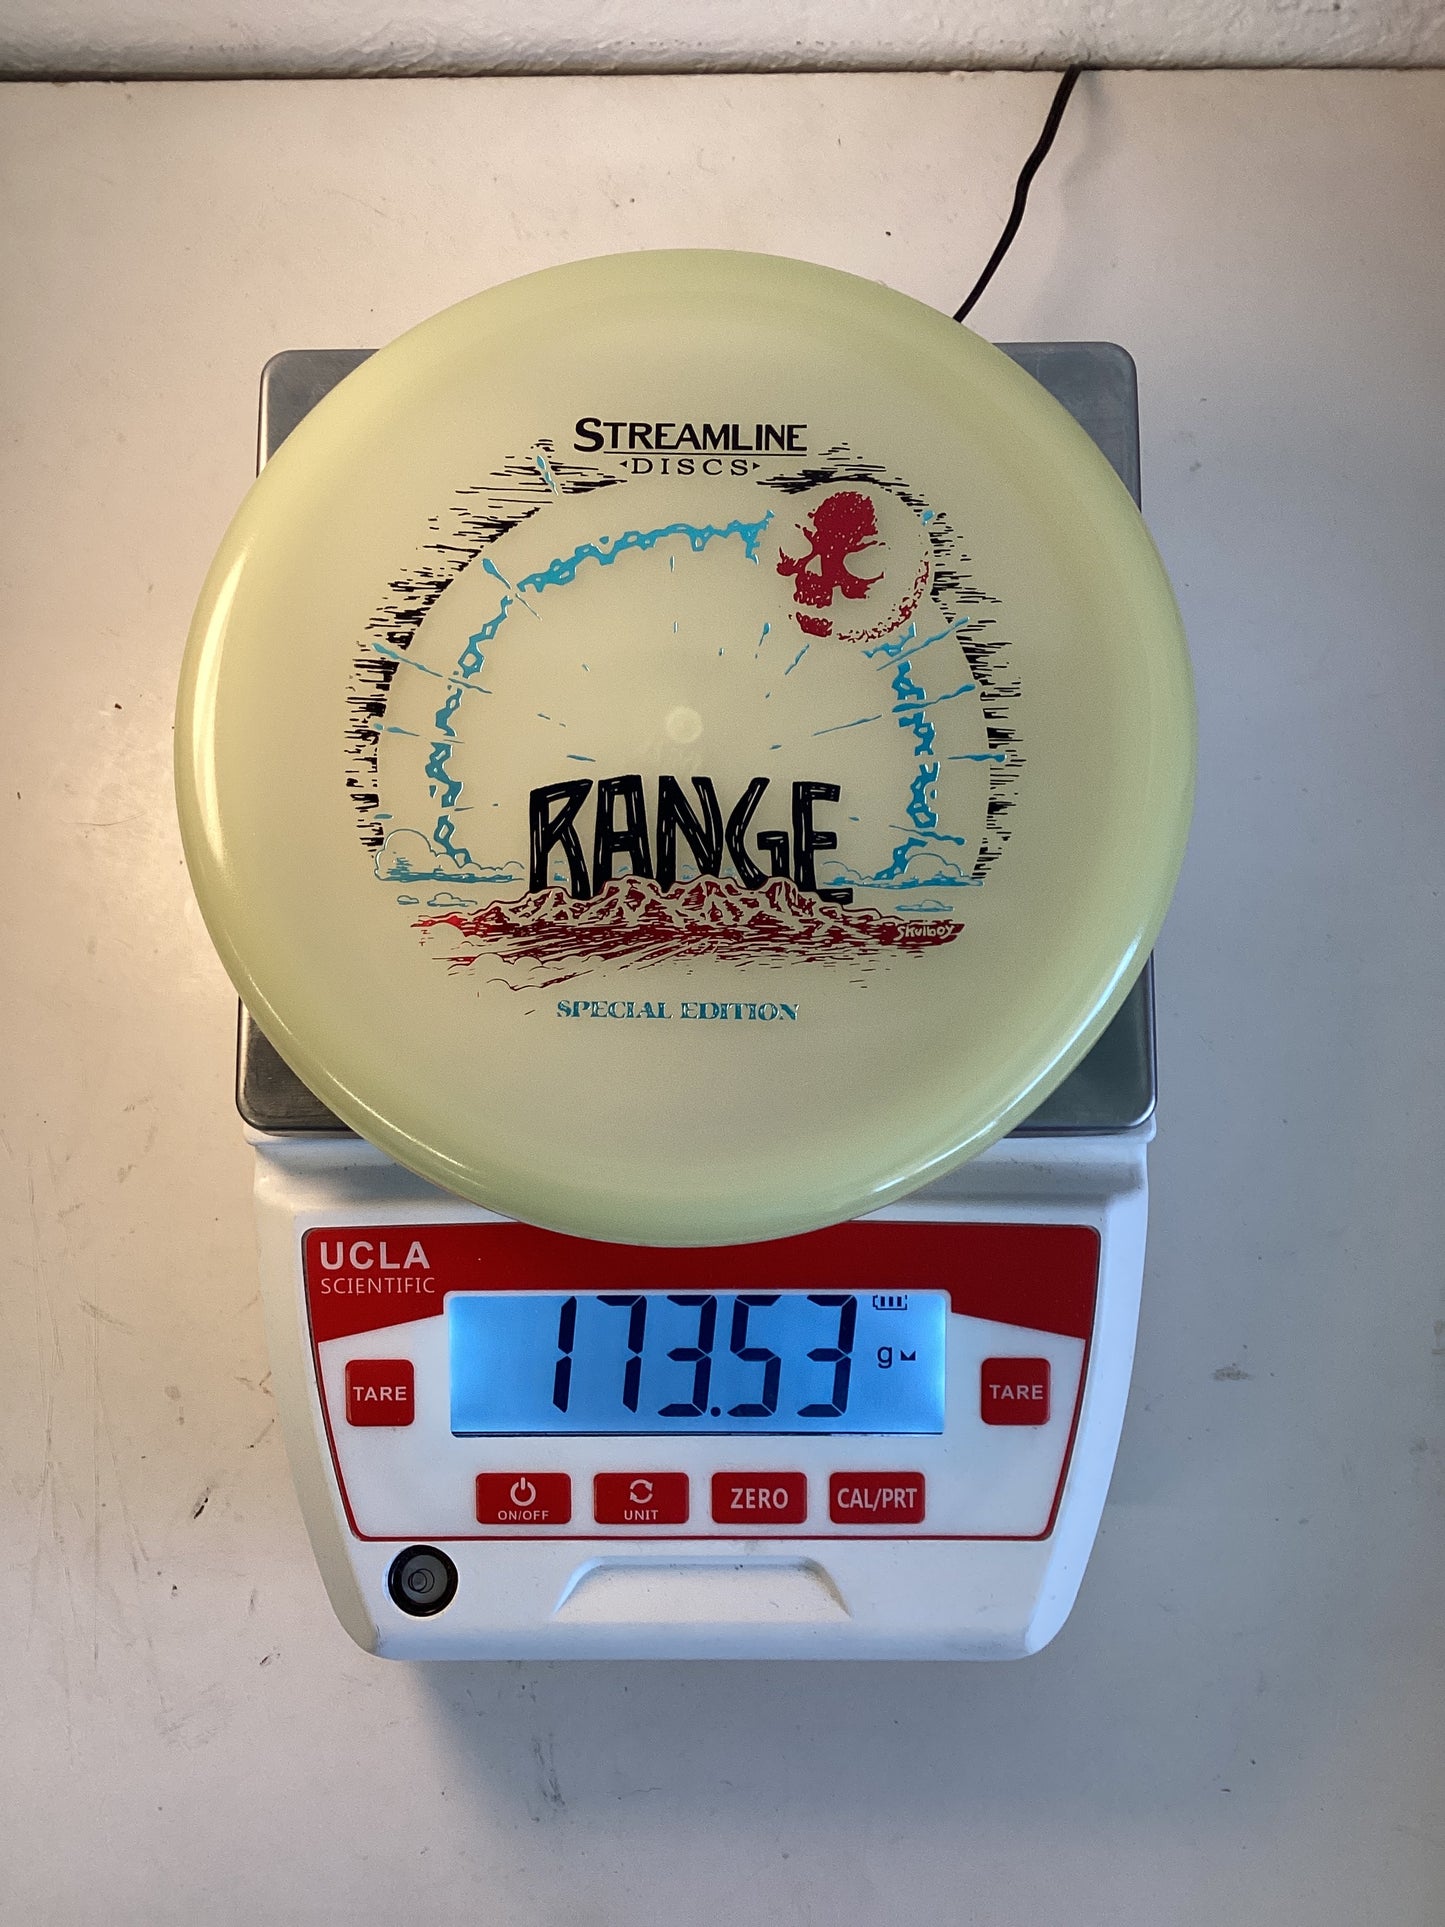 STREAMLINE
DISCS
RANGE
Skulboy
SPECIAL EDITION
UCLA
SCIENTIFIC
173.53
g
TARE
TARE
ON/OFF
UNIT
ZERO
CAL/PRT